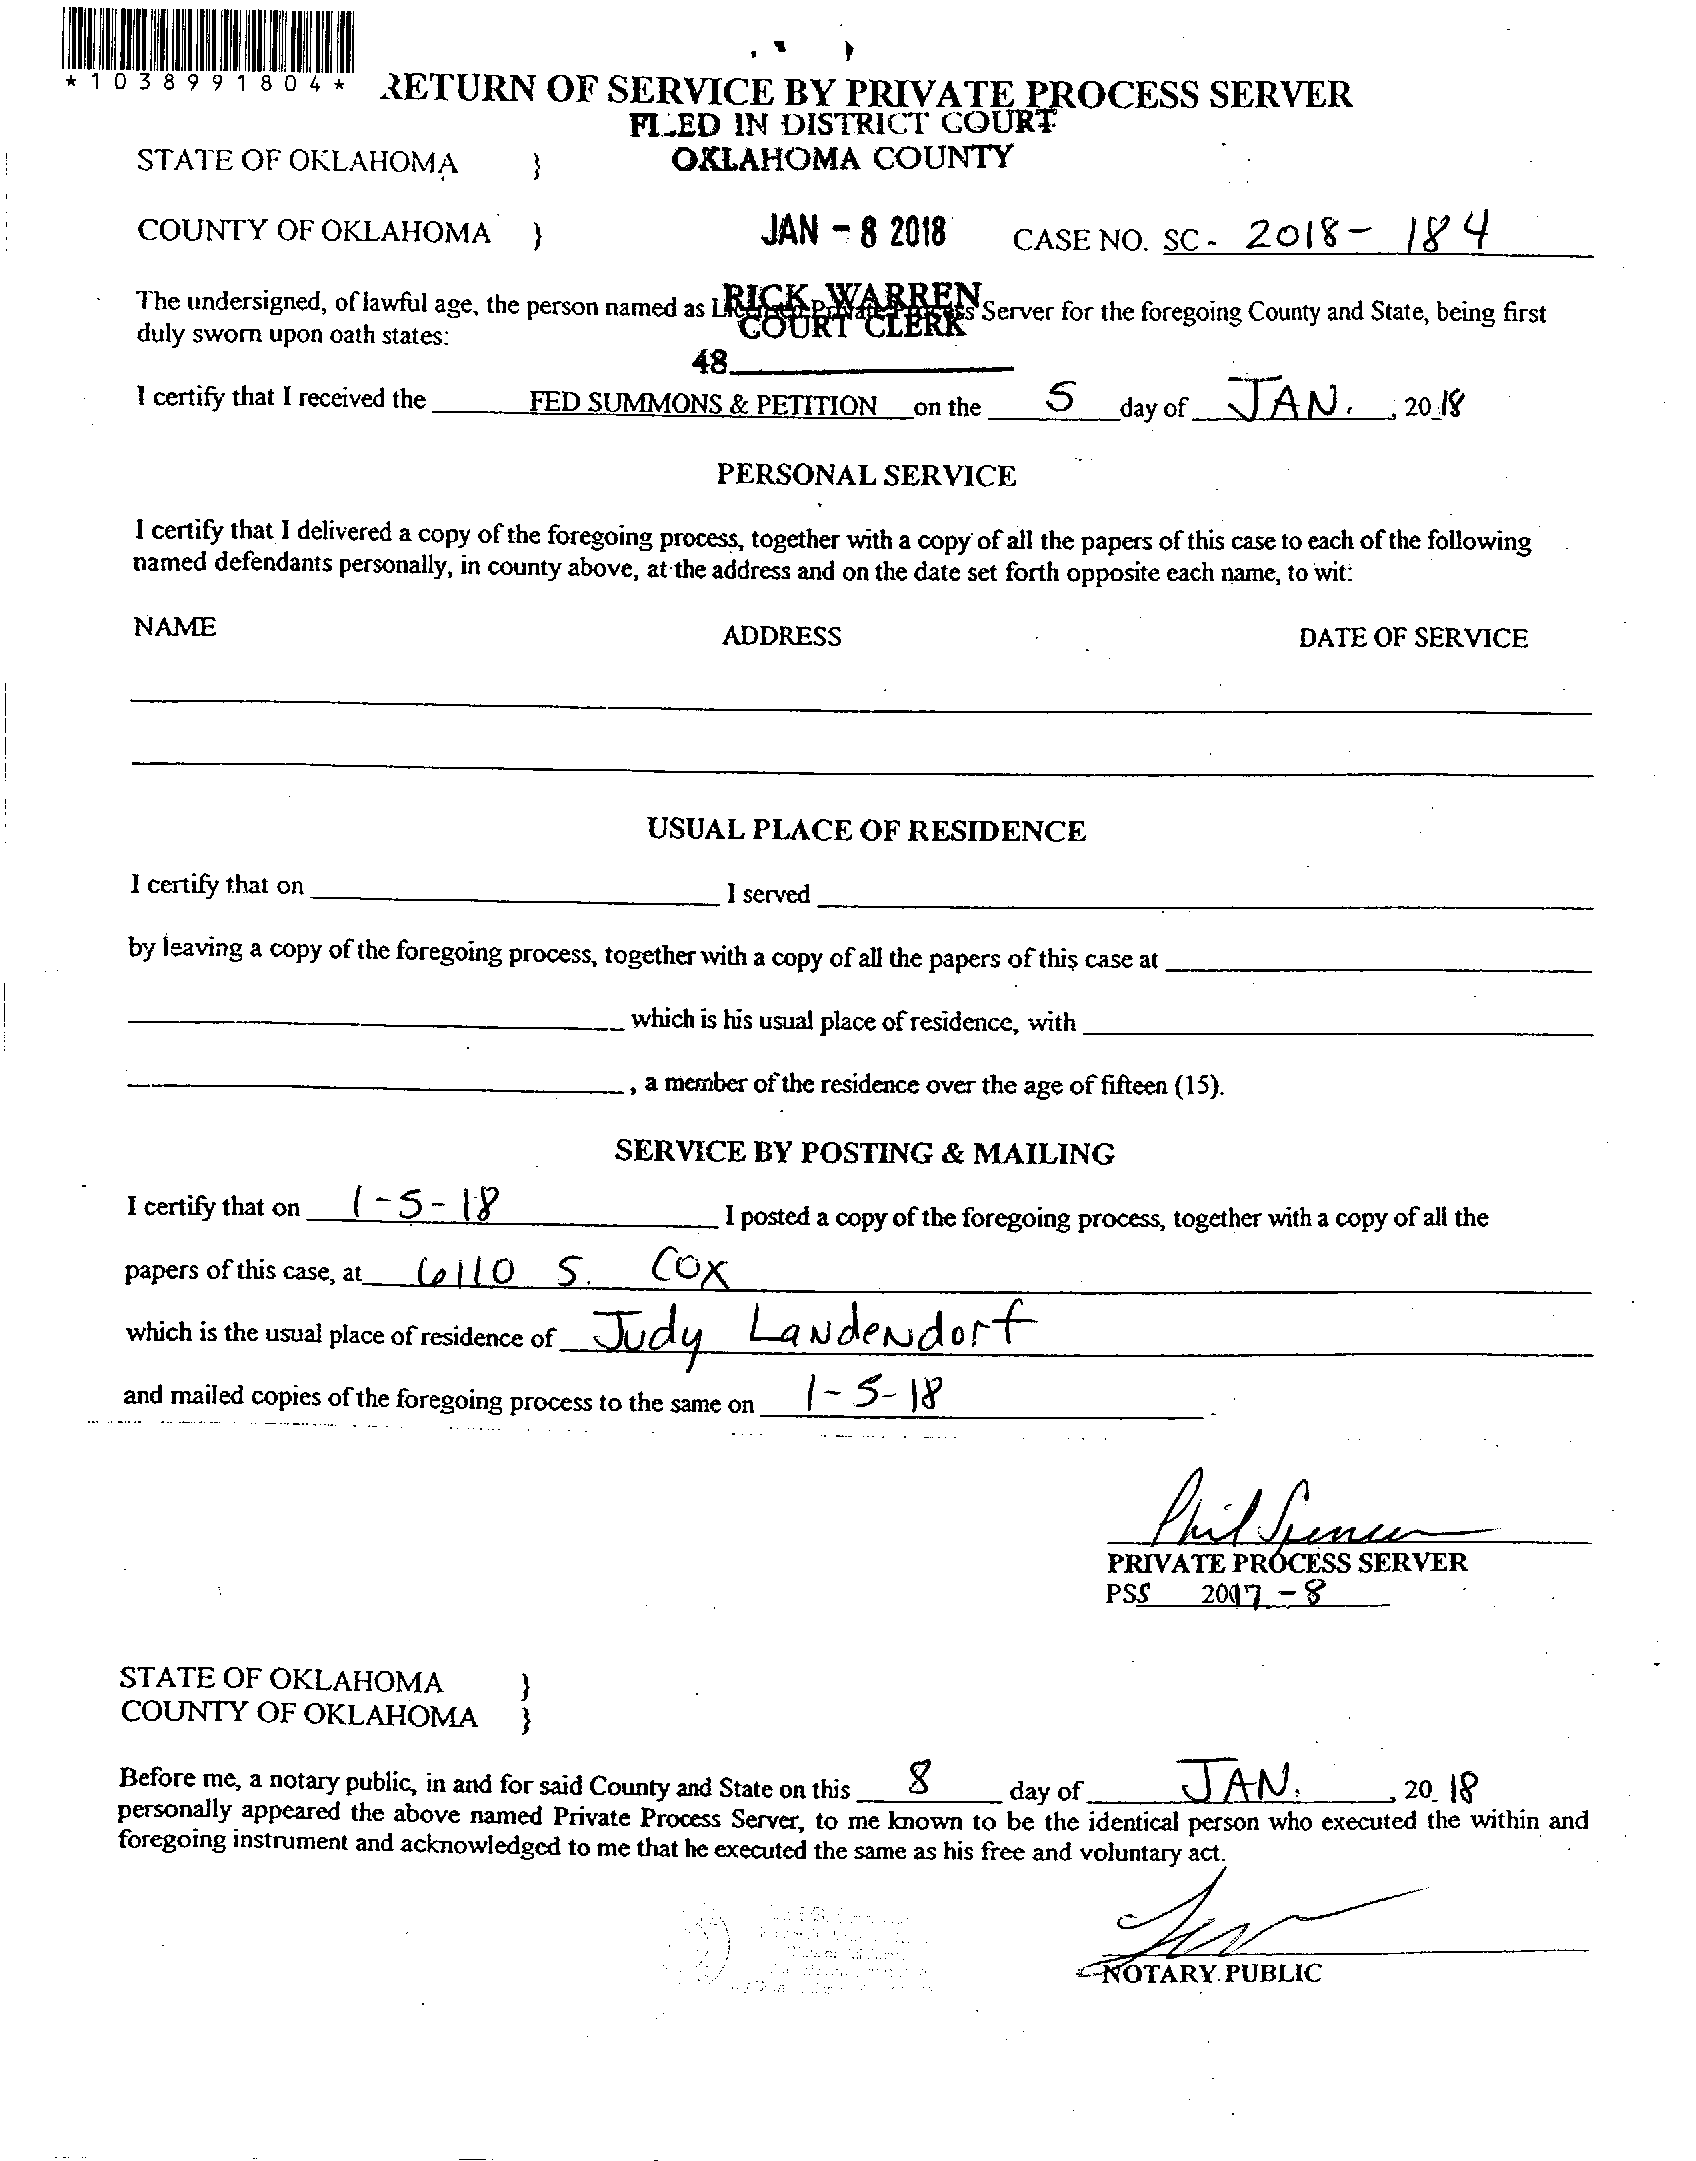 *1038991804*
RETURN OF SERVICE BY PRIVATE PROCESS SERVER
FILED IN DISTRICT COURT
STATE OF OKLAHOMA } OKLAHOMA COUNTY
COUNTY OF OKLAHOMA } JAN - 8 2018 CASE NO. SC - 2018 - 184
RICK WARREN
The undersigned, of lawful age, the person named as Licensed Private Process Server for the foregoing County and State, being first
COURT CLERK
duly sworn upon oath states:
48
I certify that I received the FED SUMMONS & PETITION on the 5 day of JAN. , 2018
PERSONAL SERVICE
I certify that I delivered a copy of the foregoing process, together with a copy of all the papers of this case to each of the following
named defendants personally, in county above, at the address and on the date set forth opposite each name, to wit:
NAME ADDRESS DATE OF SERVICE
USUAL PLACE OF RESIDENCE
I certify that on I served
by leaving a copy of the foregoing process, together with a copy of all the papers of this case at
which is his usual place of residence, with
, a member of the residence over the age of fifteen (15).
SERVICE BY POSTING & MAILING
I certify that on 1-5-18 I posted a copy of the foregoing process, together with a copy of all the
papers of this case, at 6110 S. COX
which is the usual place of residence of Judy Landendorf
and mailed copies of the foregoing process to the same on 1-5-18
Phil Spencer
PRIVATE PROCESS SERVER
PSS 2017 - 8
STATE OF OKLAHOMA }
COUNTY OF OKLAHOMA }
Before me, a notary public, in and for said County and State on this 8 day of JAN. , 20 18
personally appeared the above named Private Process Server, to me known to be the identical person who executed the within and
foregoing instrument and acknowledged to me that he executed the same as his free and voluntary act.
NOTARY PUBLIC